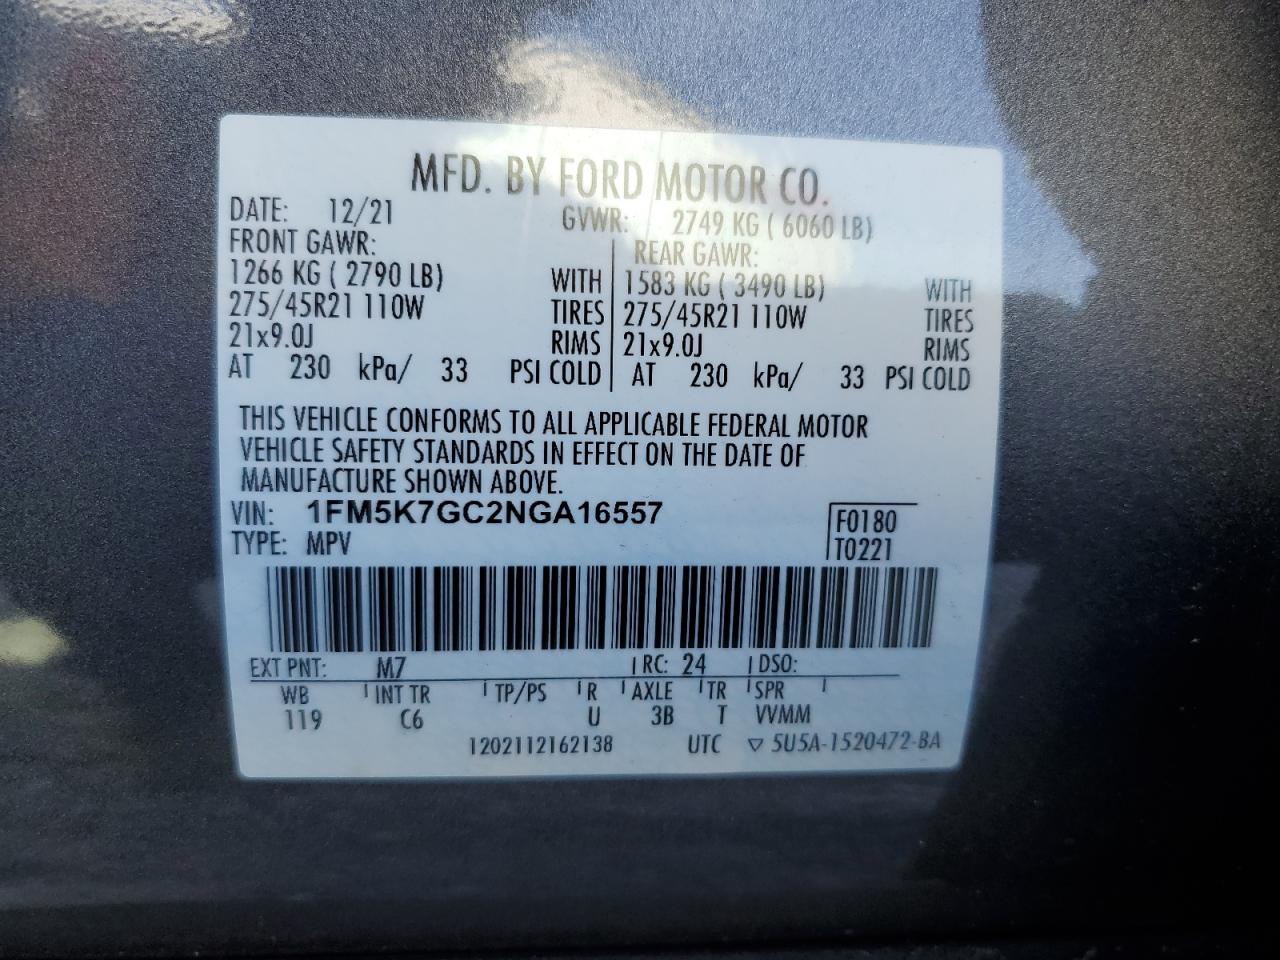 MFD. BY FORD MOTOR CO.
DATE: 12/21 GVWR: 2749 KG ( 6060 LB)
FRONT GAWR: REAR GAWR:
1266 KG ( 2790 LB) WITH 1583 KG ( 3490 LB) WITH
275/45R21 110W TIRES 275/45R21 110W TIRES
21x9.0J RIMS 21x9.0J RIMS
AT 230 kPa/ 33 PSI COLD AT 230 kPa/ 33 PSI COLD
THIS VEHICLE CONFORMS TO ALL APPLICABLE FEDERAL MOTOR
VEHICLE SAFETY STANDARDS IN EFFECT ON THE DATE OF
MANUFACTURE SHOWN ABOVE.
VIN: 1FM5K7GC2NGA16557 F0180
TYPE: MPV T0221
EXT PNT: M7 RC: 24 DSO:
WB INT TR TP/PS R AXLE TR SPR
119 C6 U 3B T VVMM
1202112162138 UTC ▽ 5U5A-1520472-BA